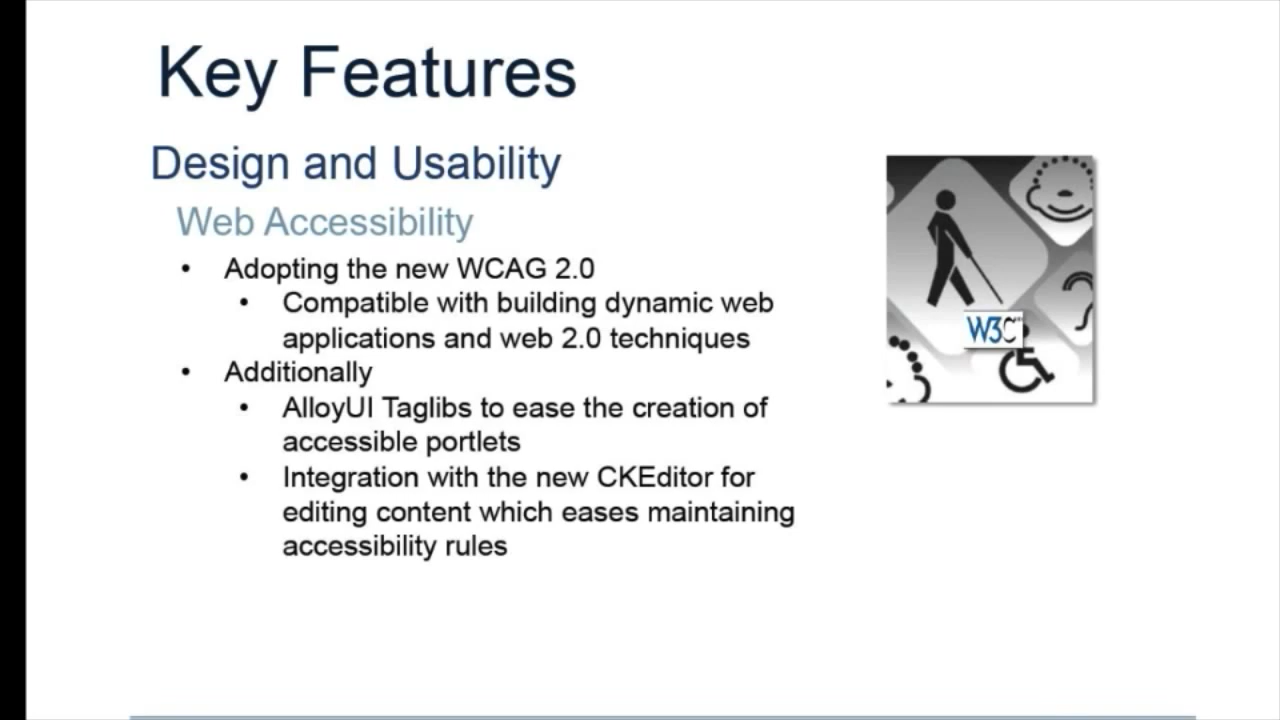 Key Features
Design and Usability
Web Accessibility
• Adopting the new WCAG 2.0
• Compatible with building dynamic web
applications and web 2.0 techniques
• Additionally
• AlloyUI Taglibs to ease the creation of
accessible portlets
• Integration with the new CKEditor for
editing content which eases maintaining
accessibility rules
W3C